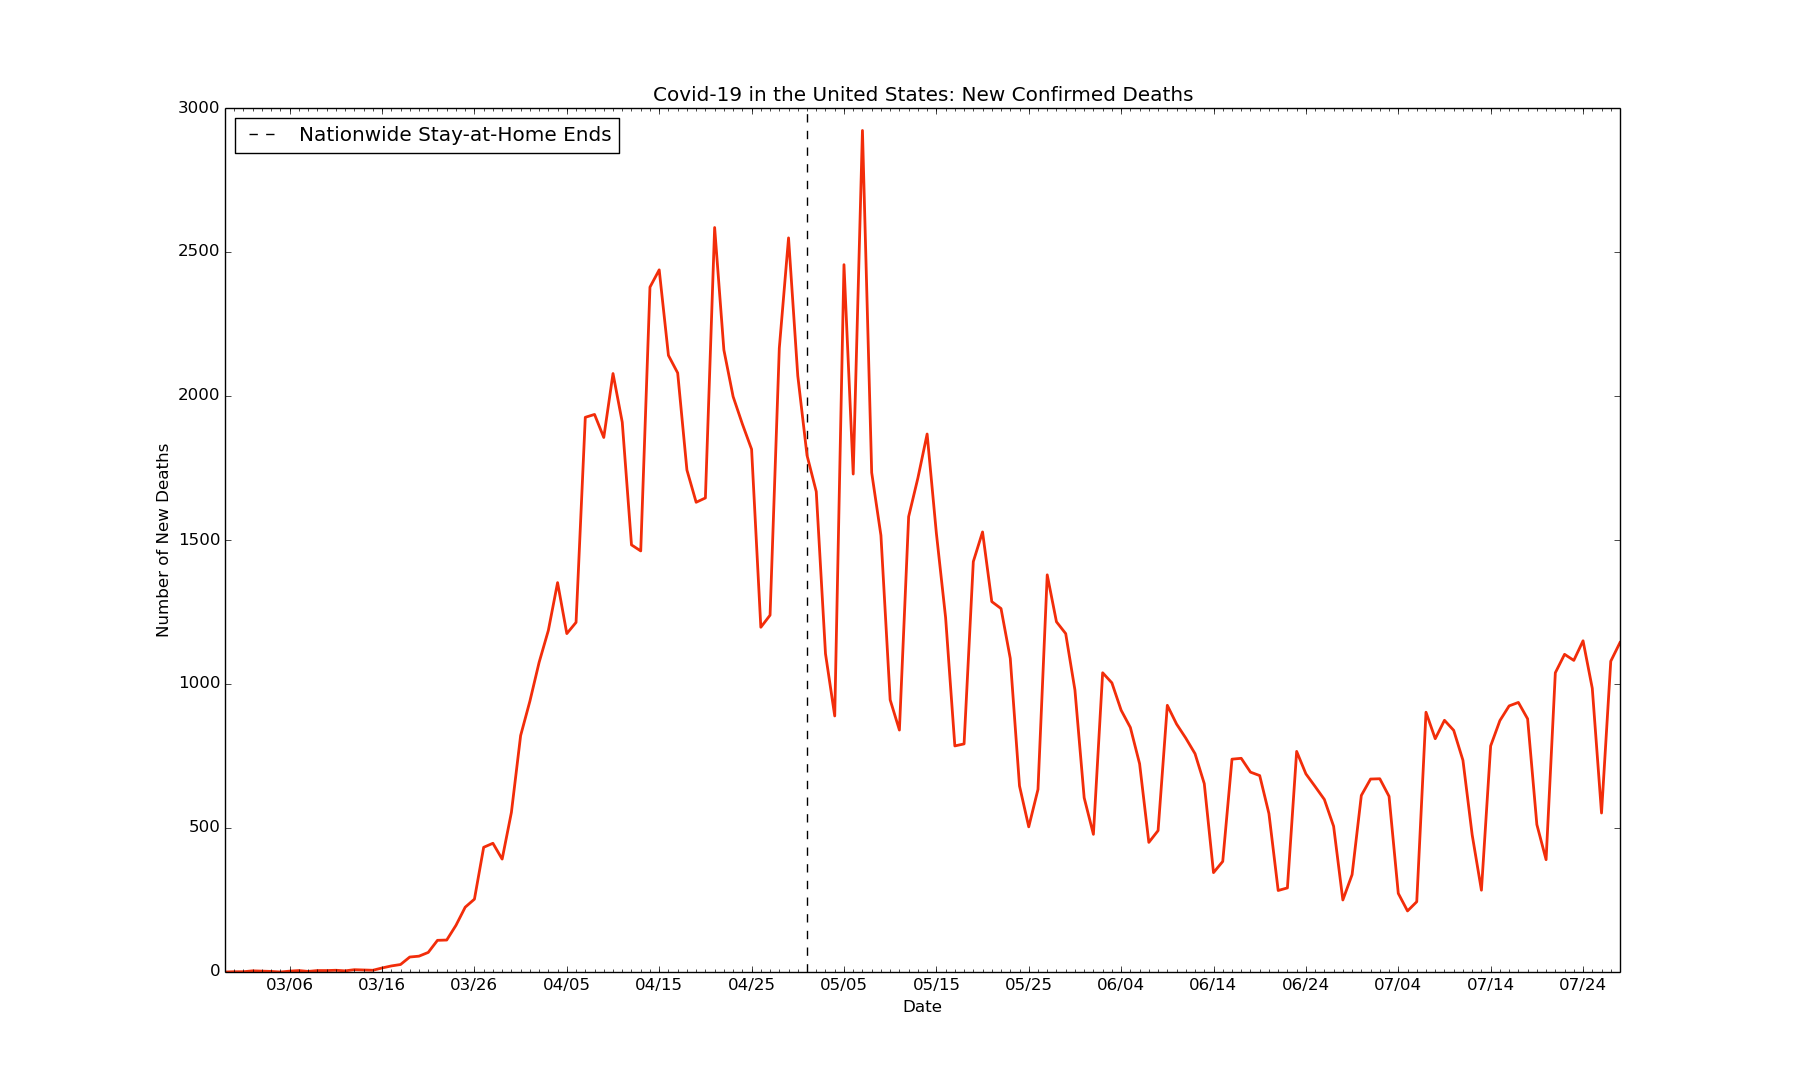 Covid-19 in the United States: New Confirmed Deaths
Nationwide Stay-at-Home Ends
3000
2500
2000
1500
1000
500
0
Number of New Deaths
03/06 03/16 03/26 04/05 04/15 04/25 05/05 05/15 05/25 06/04 06/14 06/24 07/04 07/14 07/24
Date